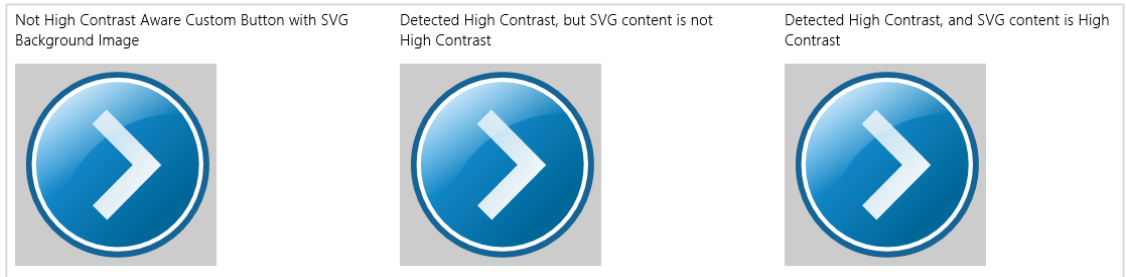 Not High Contrast Aware Custom Button with SVG
Background Image
Detected High Contrast, but SVG content is not
High Contrast
Detected High Contrast, and SVG content is High
Contrast